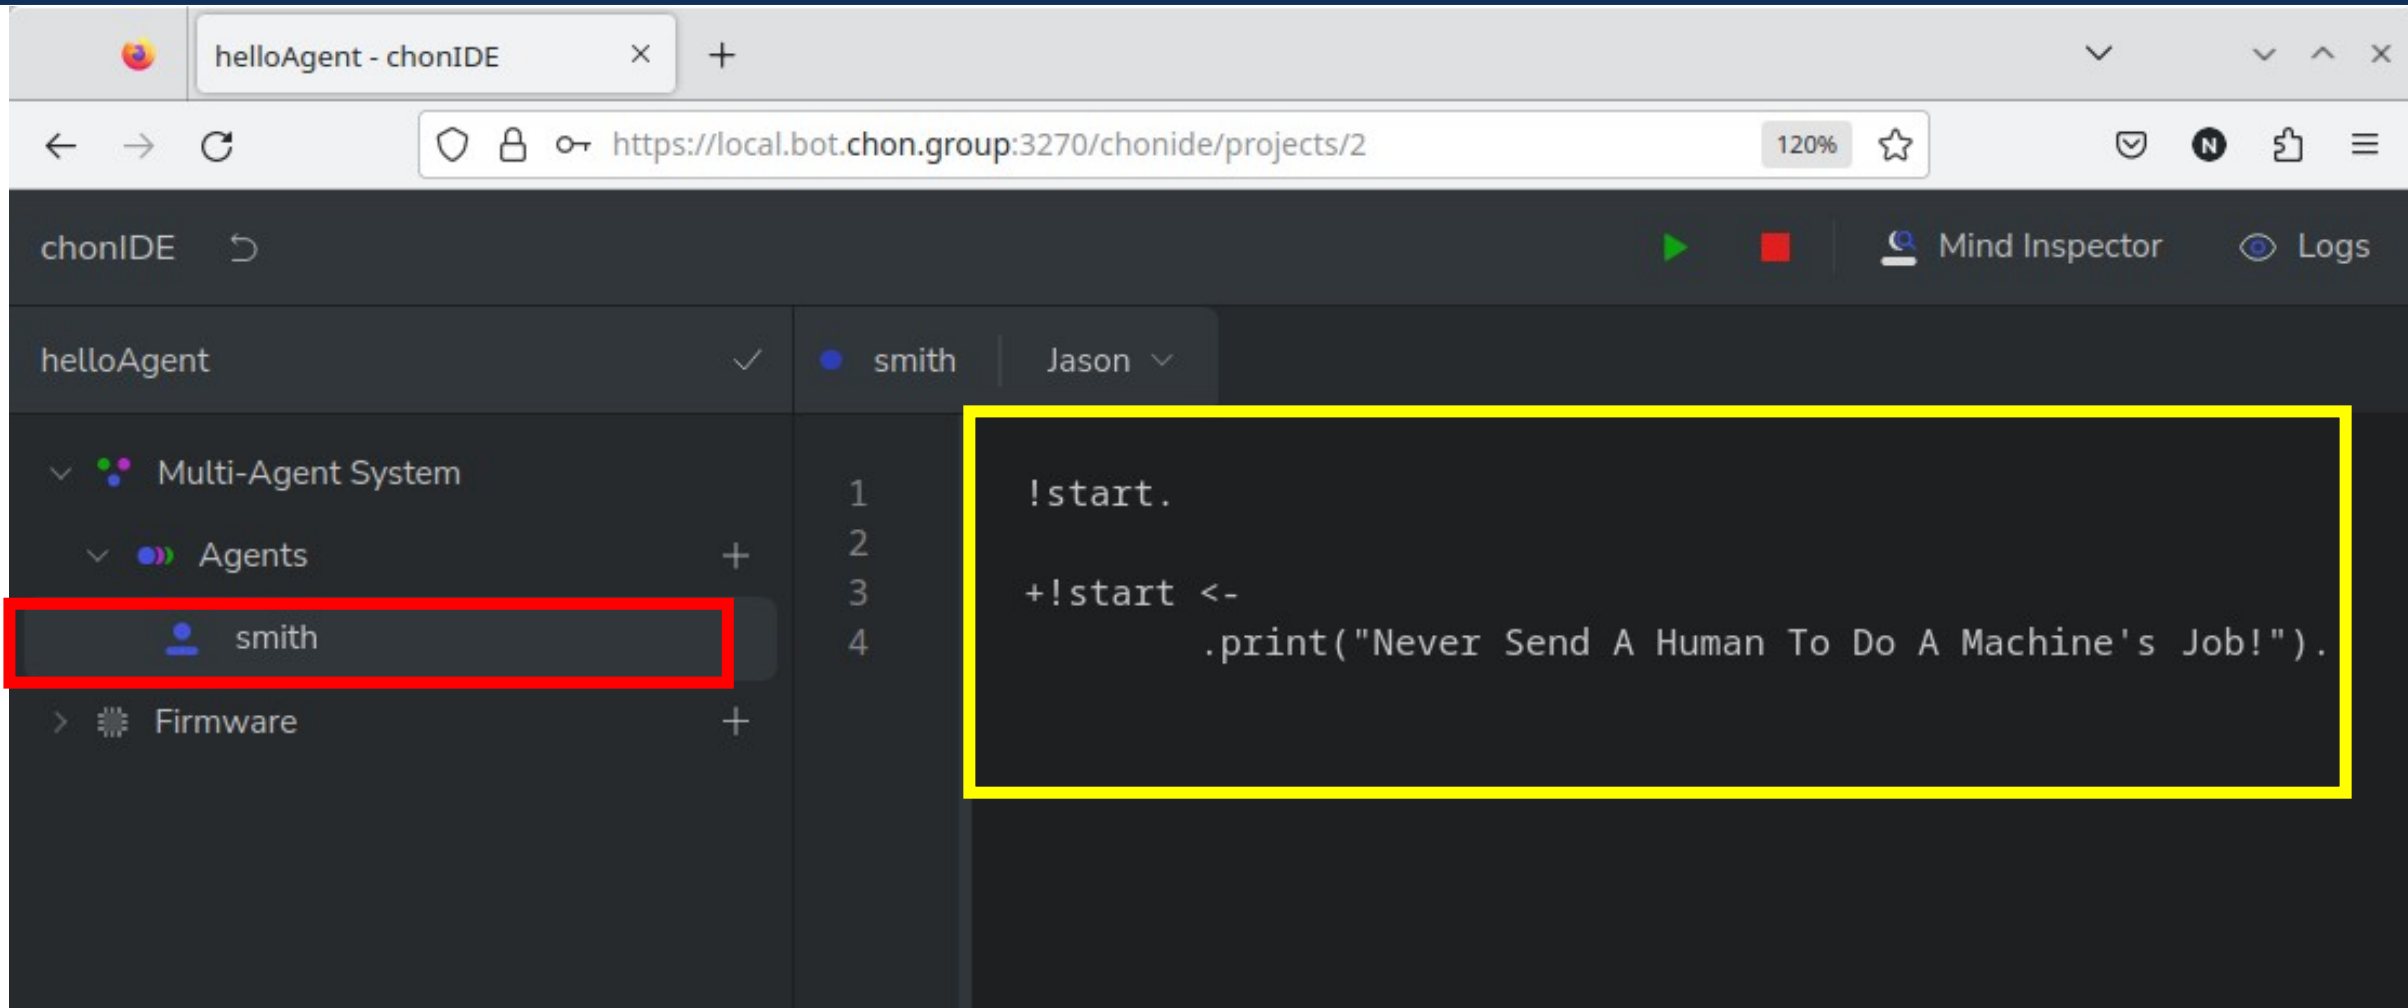 helloAgent - chonIDE
https://local.bot.chon.group:3270/chonide/projects/2 120% N
chonIDE Mind Inspector Logs
helloAgent smith Jason
Multi-Agent System
Agents
smith
Firmware
1 !start.
2
3 +!start <-
4 .print("Never Send A Human To Do A Machine's Job!").